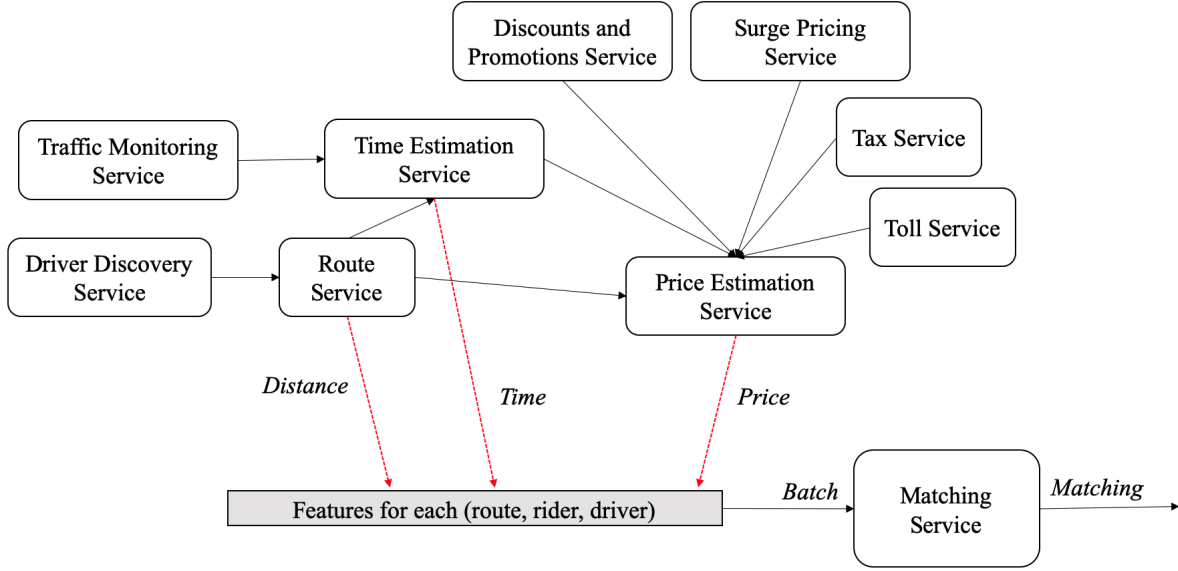 Discounts and
Promotions Service
Surge Pricing
Service
Tax Service
Toll Service
Traffic Monitoring
Service
Time Estimation
Service
Driver Discovery
Service
Route
Service
Price Estimation
Service
Distance
Time
Price
Features for each (route, rider, driver)
Batch
Matching
Service
Matching